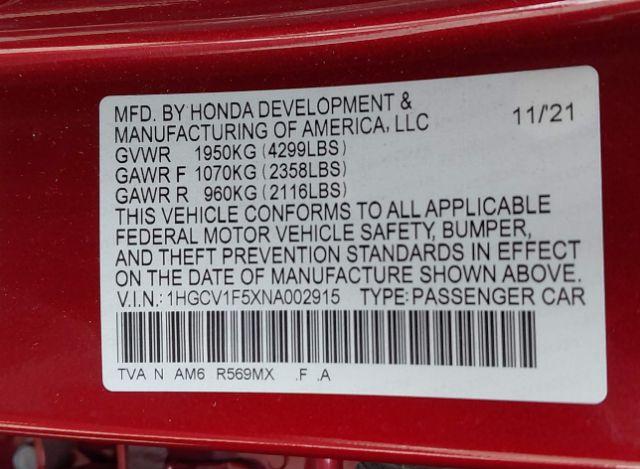 MFD. BY HONDA DEVELOPMENT &
MANUFACTURING OF AMERICA, LLC 11/21
GVWR 1950KG (4299LBS)
GAWR F 1070KG (2358LBS)
GAWR R 960KG (2116LBS)
THIS VEHICLE CONFORMS TO ALL APPLICABLE
FEDERAL MOTOR VEHICLE SAFETY, BUMPER,
AND THEFT PREVENTION STANDARDS IN EFFECT
ON THE DATE OF MANUFACTURE SHOWN ABOVE.
V.I.N.: 1HGCV1F5XNA002915 TYPE: PASSENGER CAR
TVA N AM6 R569MX .F .A